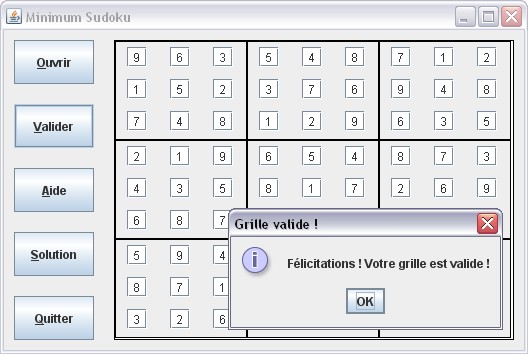 Minimum Sudoku
Ouvrir
Valider
Aide
Solution
Quitter
9 6 3 5 4 8 7 1 2
1 5 2 3 7 6 9 4 8
7 4 8 1 2 9 6 3 5
2 1 9 6 5 4 8 7 3
4 3 5 8 1 7 2 6 9
6 8 7
5 9 4
8 7 1
3 2 6
Grille valide !
Félicitations ! Votre grille est valide !
OK